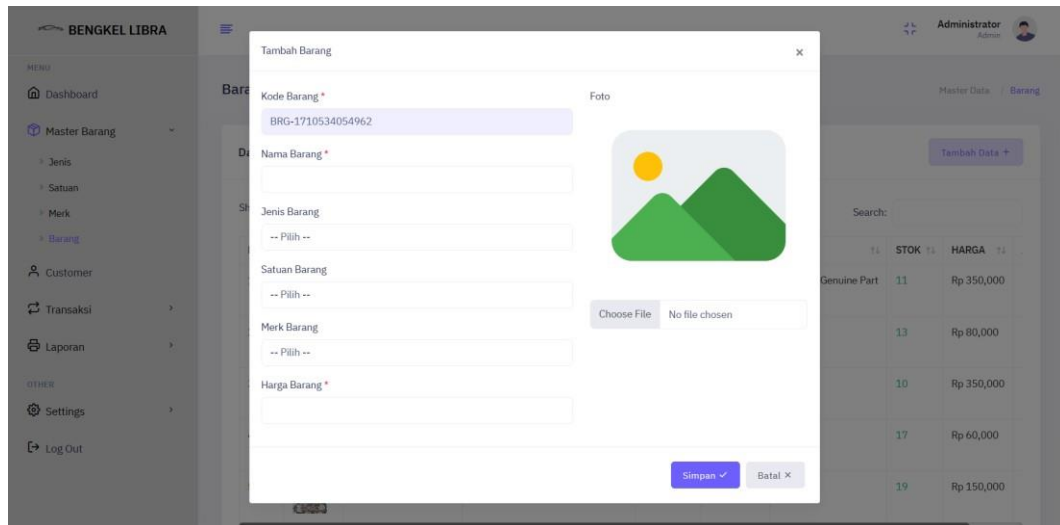 BENGKEL LIBRA
Administrator
Admin
MENU
Dashboard
Master Barang
Jenis
Satuan
Merk
Barang
Customer
Transaksi
Laporan
OTHER
Settings
Log Out
Bara
Master Data / Barang
Tambah Data +
Search:
STOK
HARGA
Genuine Part
11
Rp 350,000
13
Rp 80,000
10
Rp 350,000
17
Rp 60,000
19
Rp 150,000
Tambah Barang
×
Kode Barang *
BRG-1710534054962
Nama Barang *
Jenis Barang
-- Pilih --
Satuan Barang
-- Pilih --
Merk Barang
-- Pilih --
Harga Barang *
Foto
Choose File No file chosen
Simpan ✓
Batal ×